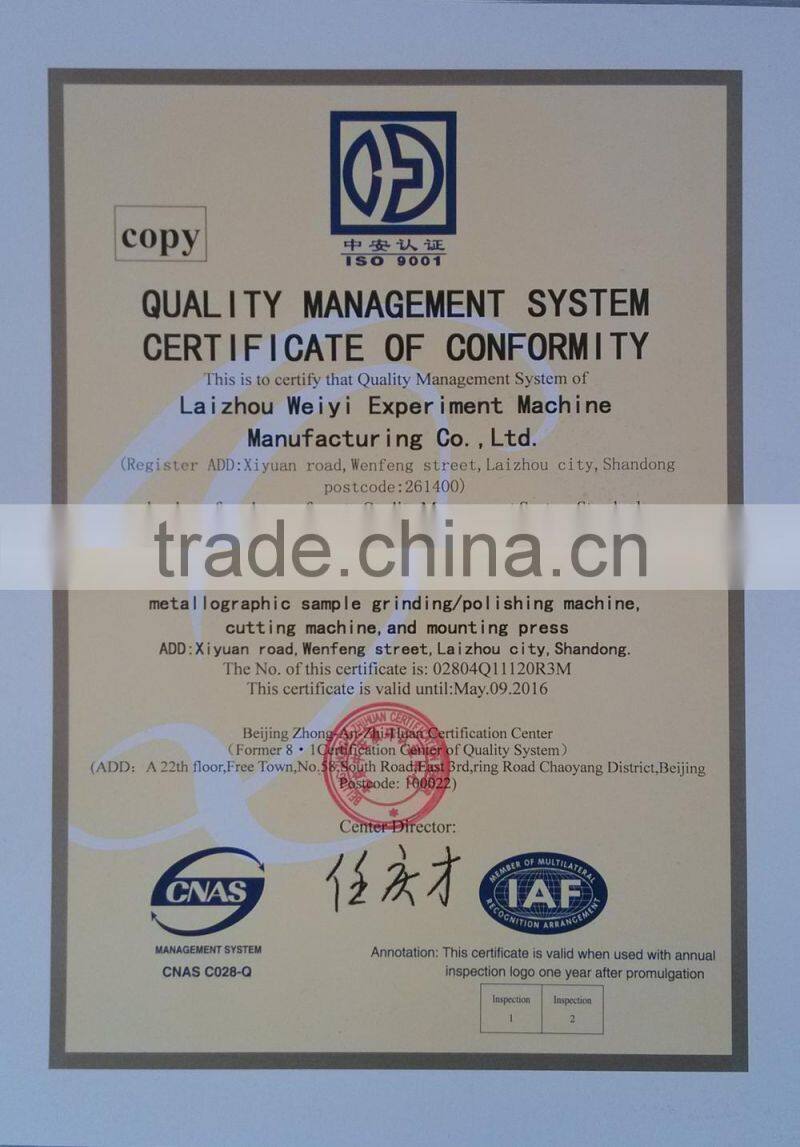 copy
中安认证
ISO 9001
QUALITY MANAGEMENT SYSTEM
CERTIFICATE OF CONFORMITY
This is to certify that Quality Management System of
Laizhou Weiyi Experiment Machine
Manufacturing Co.,Ltd.
(Register ADD:Xiyuan road,Wenfeng street,Laizhou city,Shandong
postcode:261400)
trade.china.cn
metallographic sample grinding/polishing machine,
cutting machine,and mounting press
ADD:Xiyuan road,Wenfeng street,Laizhou city,Shandong.
The No. of this certificate is: 02804Q11120R3M
This certificate is valid until:May.09.2016
Beijing Zhong-An-Zhi-Huan Certification Center
(Former 8·1Certification Center of Quality System)
(ADD: A 22th floor,Free Town,No.58,South Road,East 3rd,ring Road Chaoyang District,Beijing
Postcode: 100022)
Center Director:
任庆才
CNAS
MANAGEMENT SYSTEM
CNAS C028-Q
MEMBER OF MULTILATERAL
IAF
RECOGNITION ARRANGEMENT
Annotation: This certificate is valid when used with annual
inspection logo one year after promulgation
Inspection Inspection
1 2